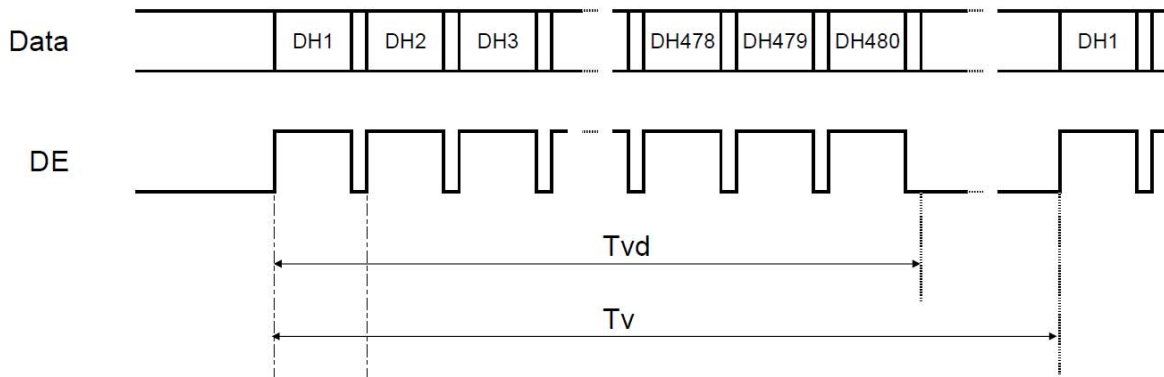 Data DH1 DH2 DH3 DH478 DH479 DH480 DH1
DE
Tvd
Tv